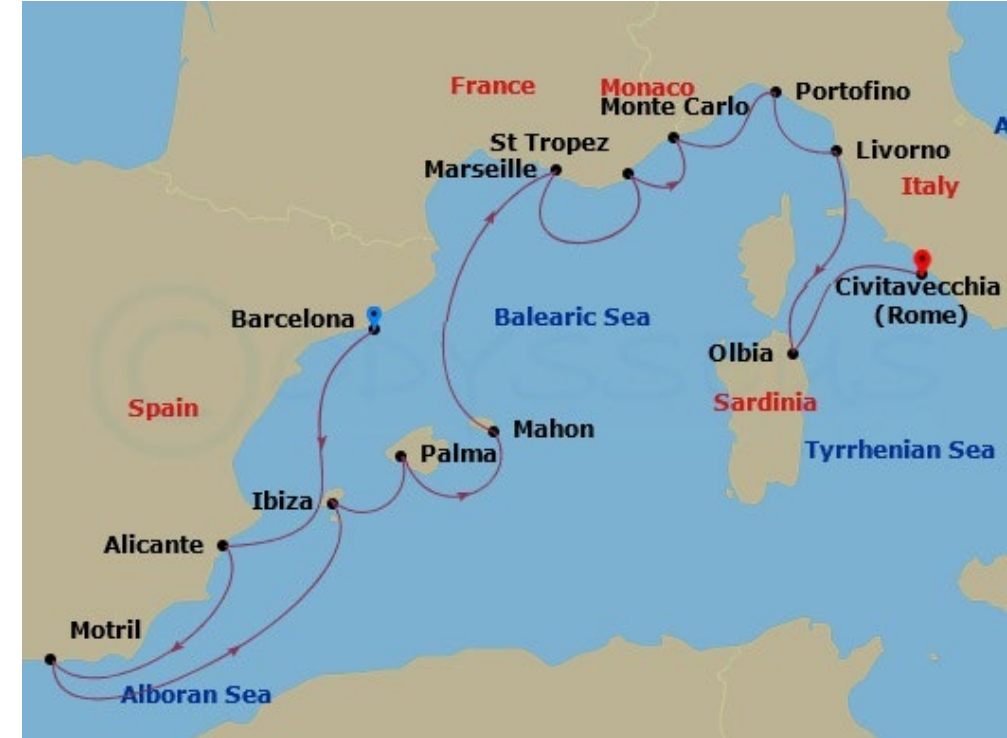 France
Monaco
Monte Carlo
Portofino
A
St Tropez
Marseille
Livorno
Italy
Civitavecchia
(Rome)
Barcelona
Balearic Sea
Olbia
Spain
Sardinia
Mahon
Palma
Tyrrhenian Sea
Ibiza
Alicante
Motril
Alboran Sea